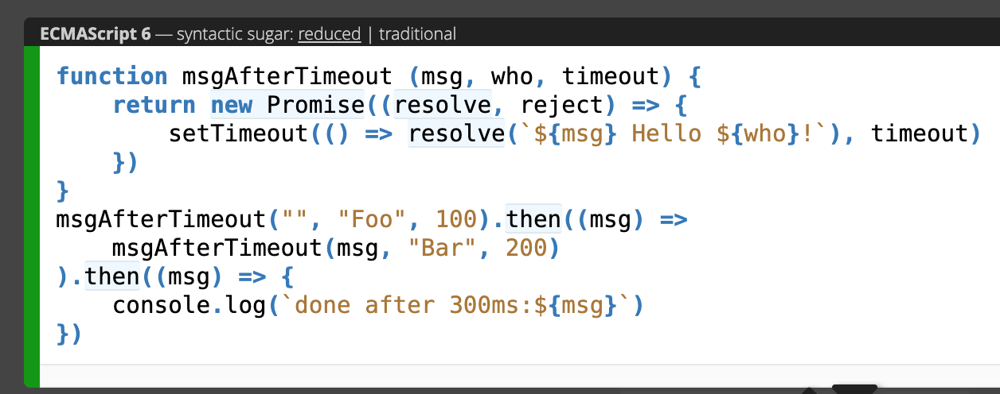 ECMAScript 6 — syntactic sugar: reduced | traditional
function msgAfterTimeout (msg, who, timeout) {
    return new Promise((resolve, reject) => {
        setTimeout(() => resolve(`${msg} Hello ${who}!`), timeout)
    })
}
msgAfterTimeout("", "Foo", 100).then((msg) =>
    msgAfterTimeout(msg, "Bar", 200)
).then((msg) => {
    console.log(`done after 300ms:${msg}`)
})